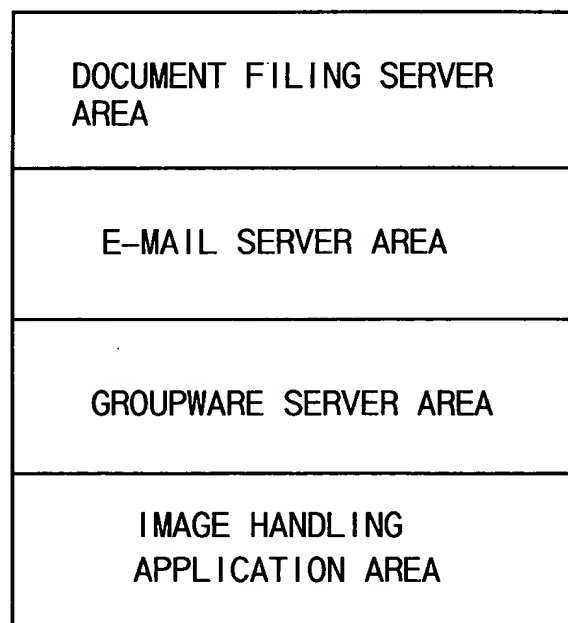 DOCUMENT FILING SERVER
AREA
E-MAIL SERVER AREA
GROUPWARE SERVER AREA
IMAGE HANDLING
APPLICATION AREA